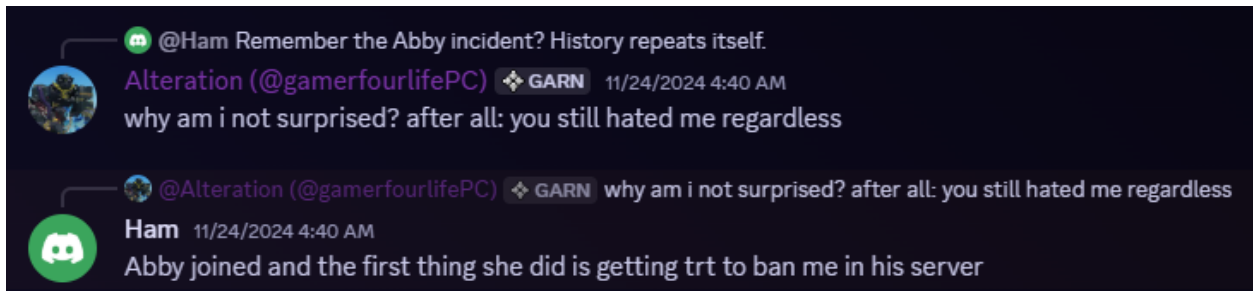 @Ham Remember the Abby incident? History repeats itself.
Alteration (@gamerfourlifePC) GARN 11/24/2024 4:40 AM
why am i not surprised? after all: you still hated me regardless
@Alteration (@gamerfourlifePC) GARN why am i not surprised? after all: you still hated me regardless
Ham 11/24/2024 4:40 AM
Abby joined and the first thing she did is getting trt to ban me in his server